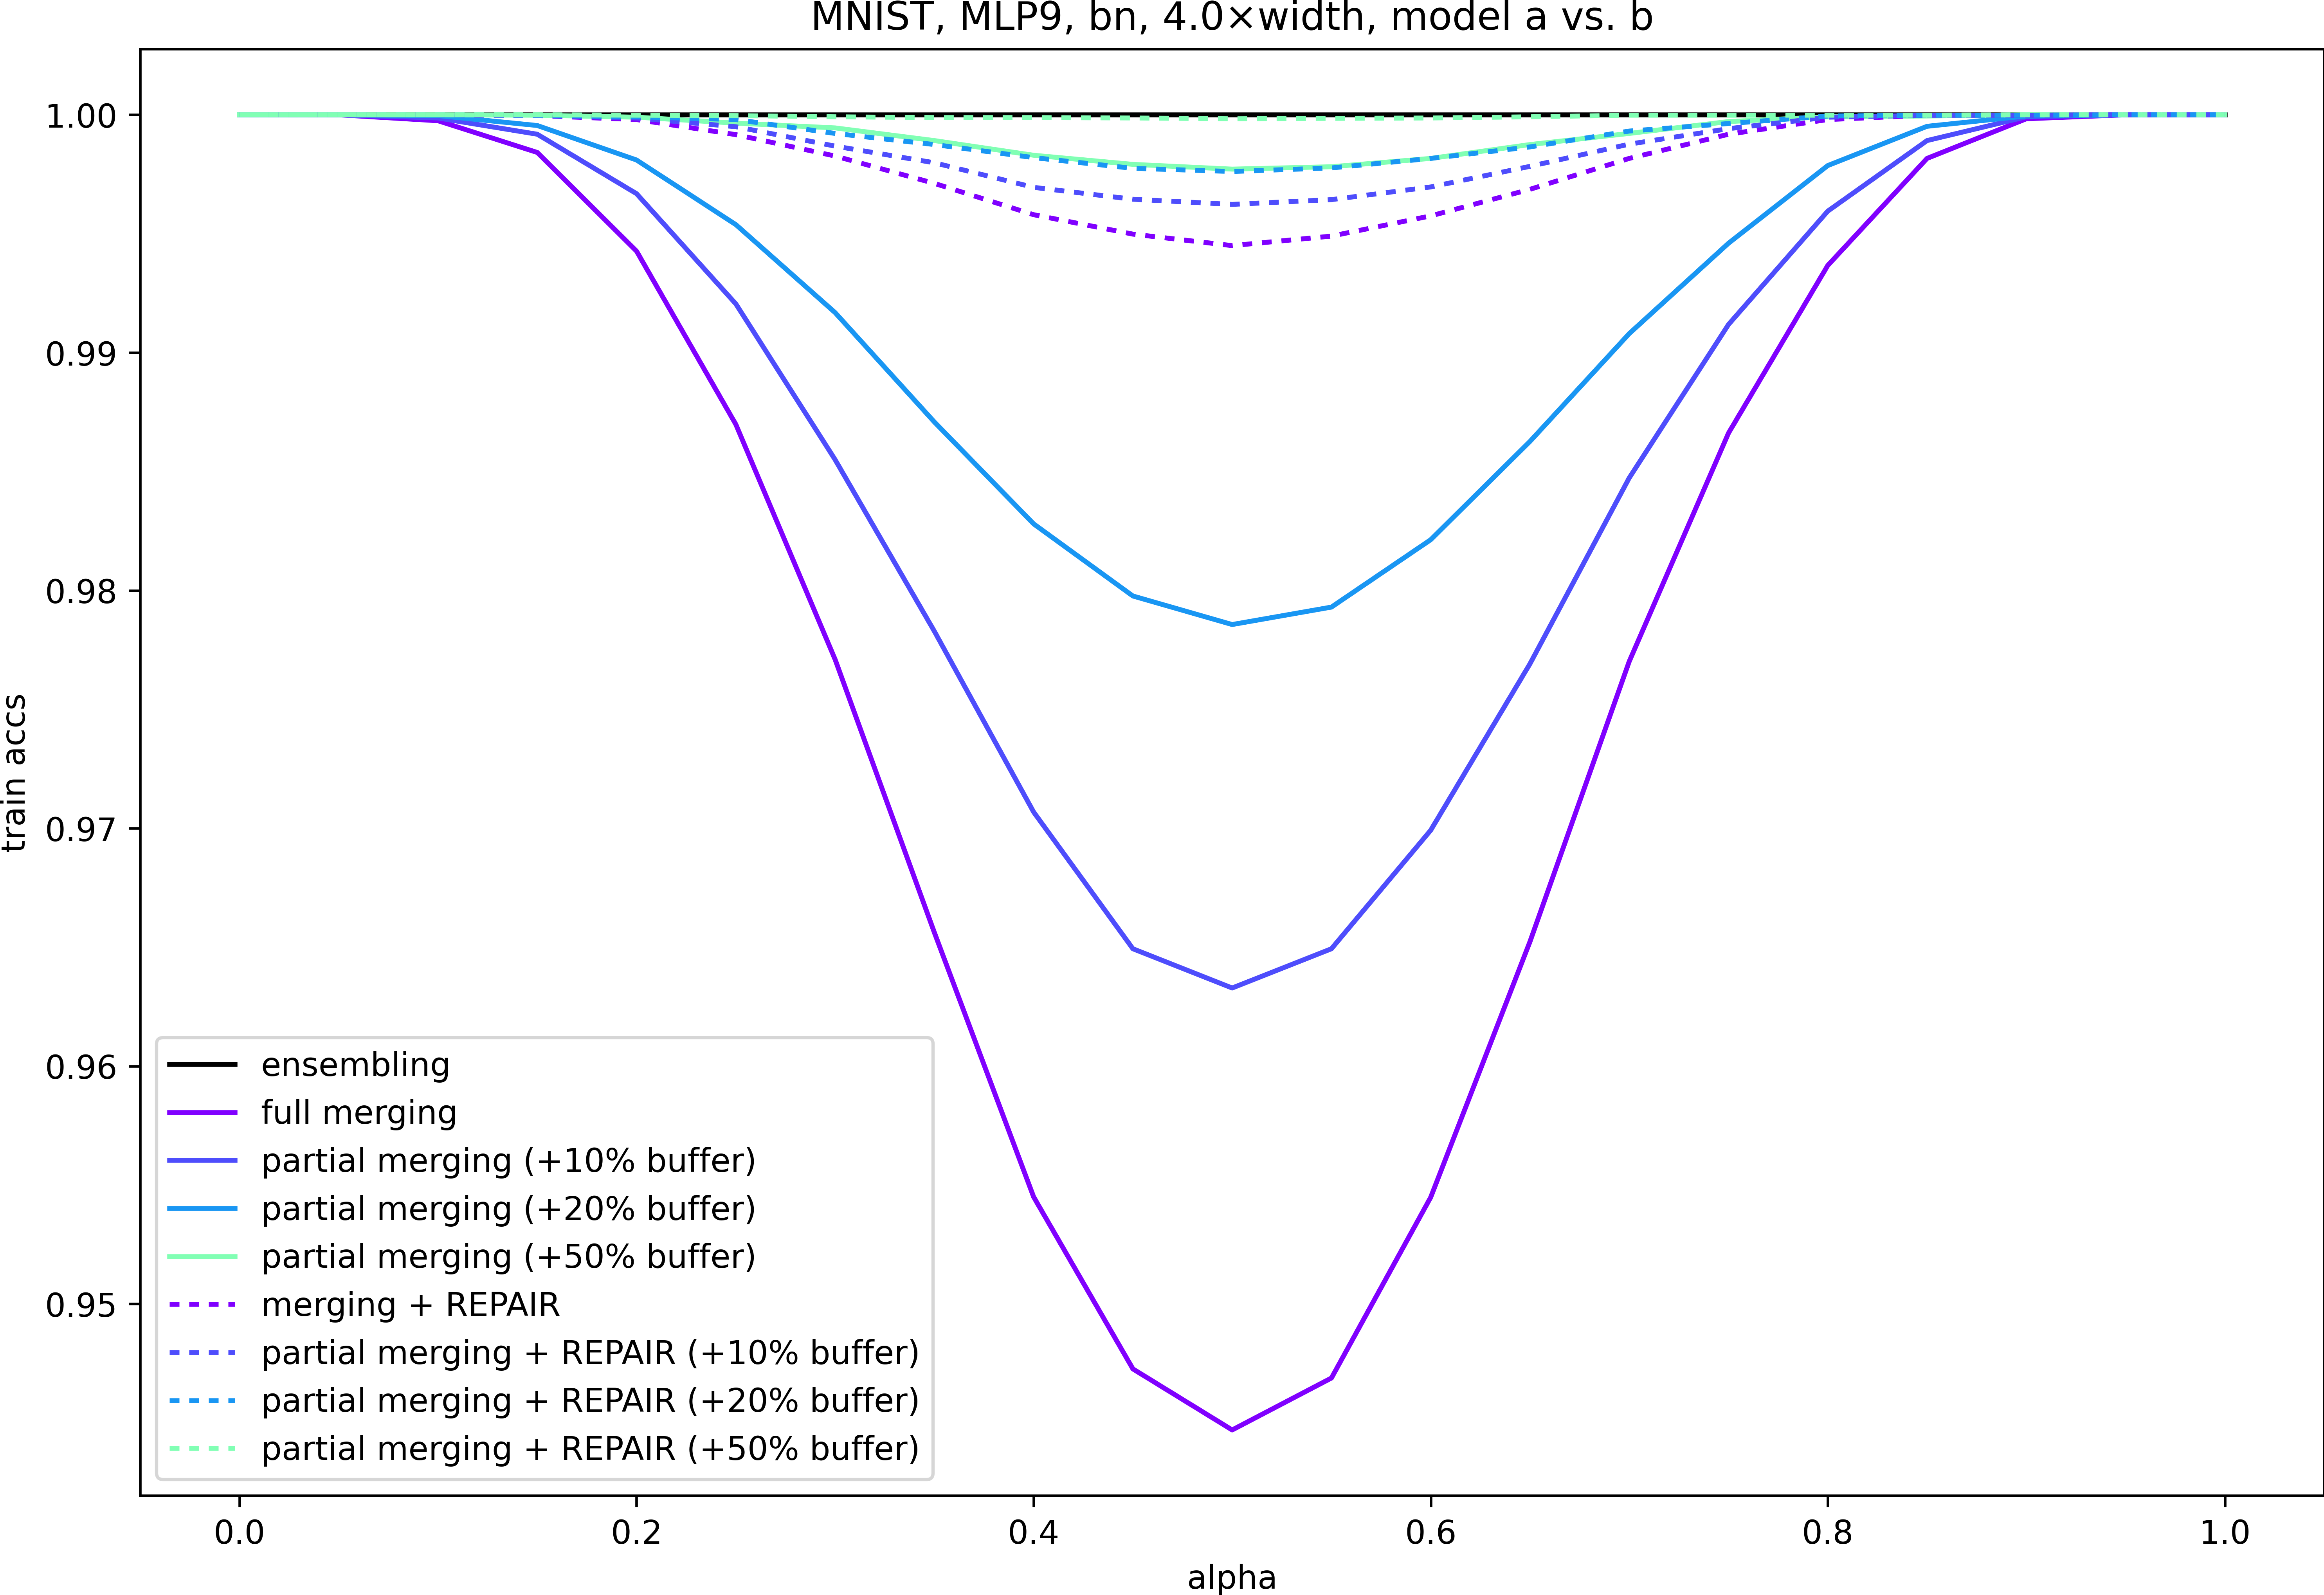 MNIST, MLP9, bn, 4.0×width, model a vs. b
train accs
1.00
0.99
0.98
0.97
0.96
0.95
ensembling
full merging
partial merging (+10% buffer)
partial merging (+20% buffer)
partial merging (+50% buffer)
merging + REPAIR
partial merging + REPAIR (+10% buffer)
partial merging + REPAIR (+20% buffer)
partial merging + REPAIR (+50% buffer)
0.0 0.2 0.4 0.6 0.8 1.0
alpha